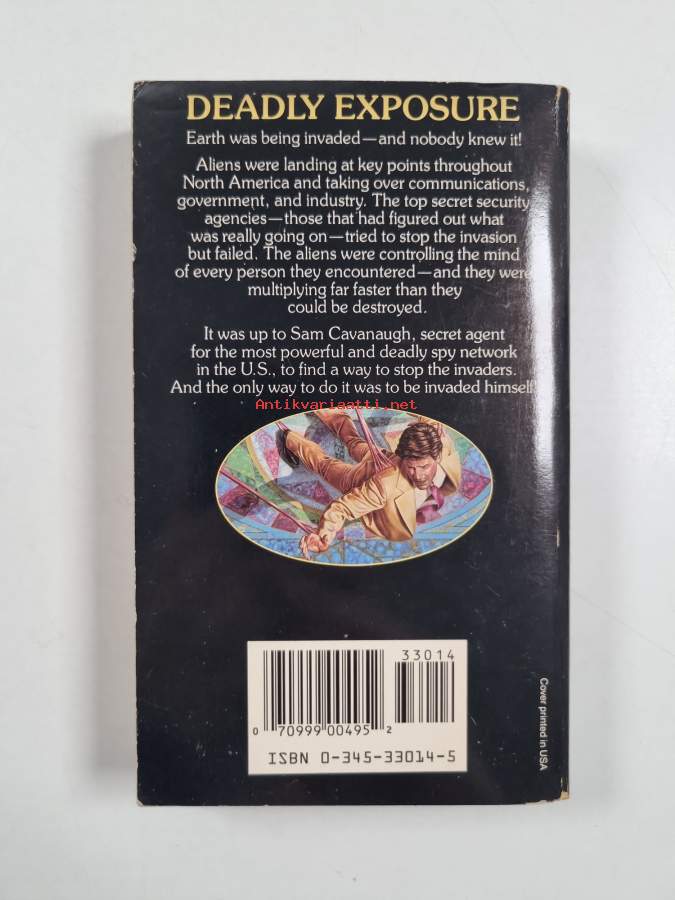 DEADLY EXPOSURE
Earth was being invaded—and nobody knew it!
Aliens were landing at key points throughout
North America and taking over communications,
government, and industry. The top secret security
agencies—those that had figured out what
was really going on—tried to stop the invasion
but failed. The aliens were controlling the mind
of every person they encountered—and they were
multiplying far faster than they
could be destroyed.
It was up to Sam Cavanaugh, secret agent
for the most powerful and deadly spy network
in the U.S., to find a way to stop the invaders.
And the only way to do it was to be invaded himself!
Antikvariaatti.net
33014
0 70999 00495 2
ISBN 0-345-33014-5
Cover printed in USA